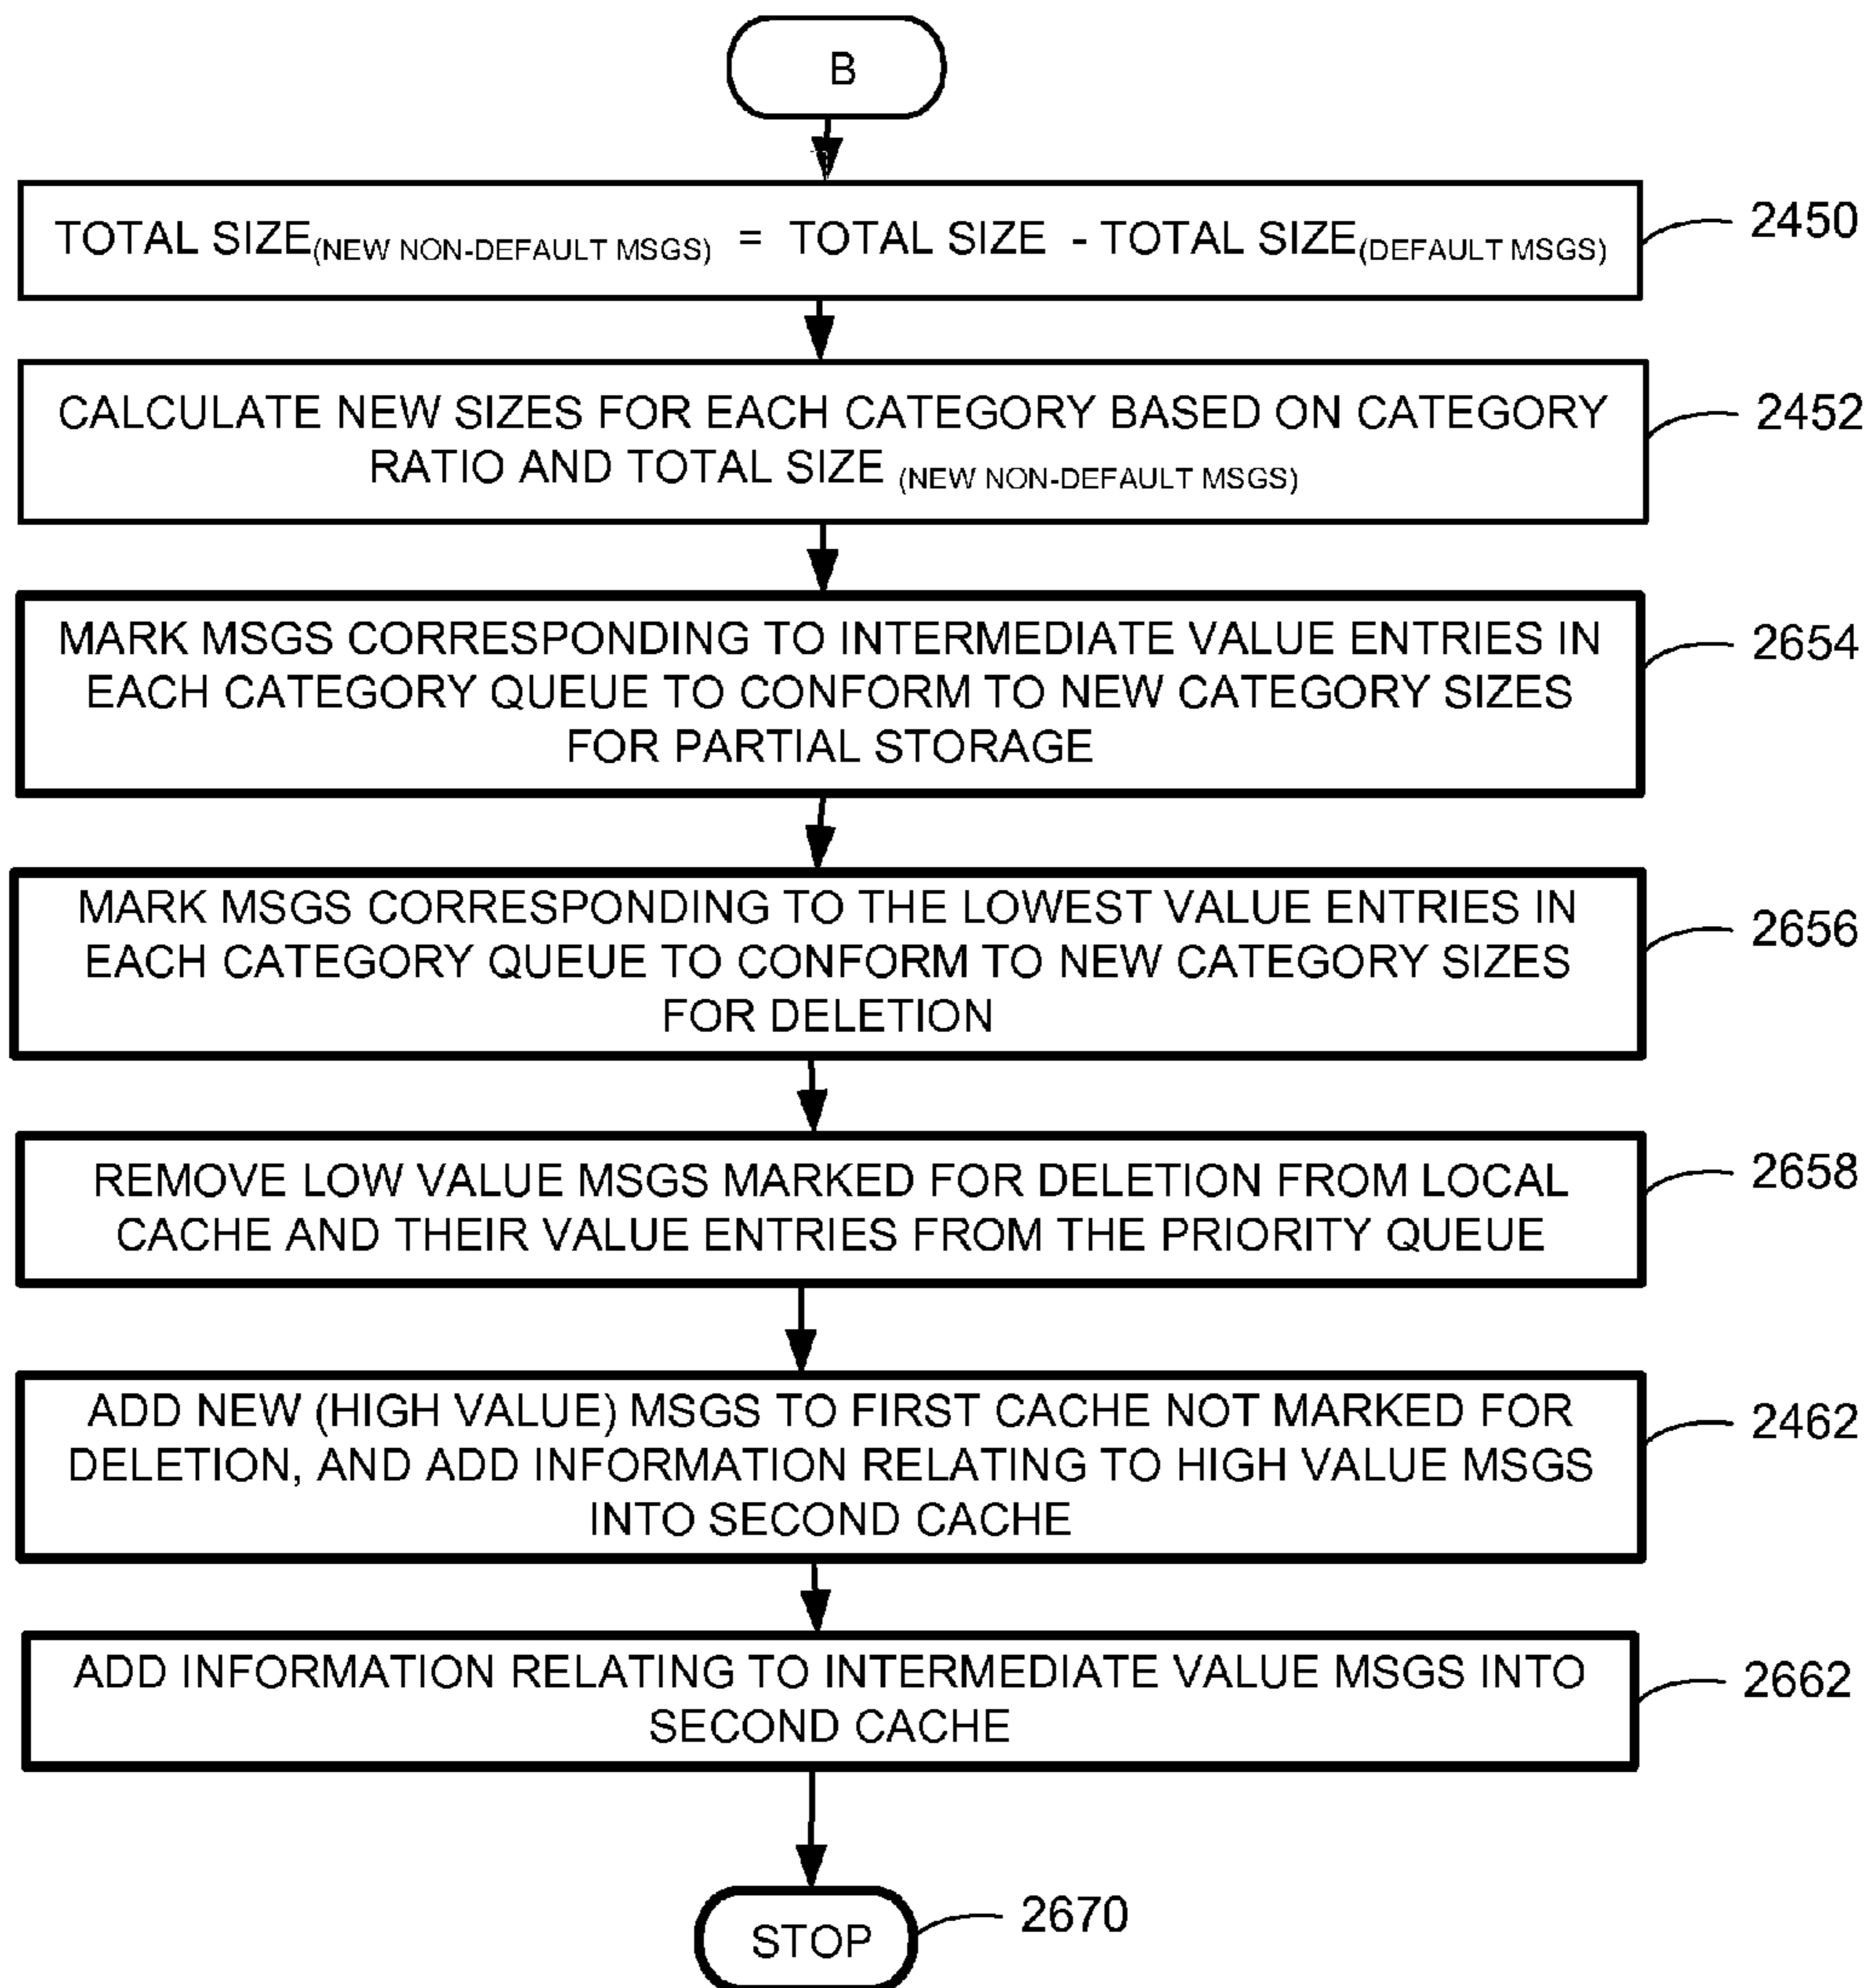 B
TOTAL SIZE(NEW NON-DEFAULT MSGS) = TOTAL SIZE - TOTAL SIZE(DEFAULT MSGS)
2450
CALCULATE NEW SIZES FOR EACH CATEGORY BASED ON CATEGORY
RATIO AND TOTAL SIZE (NEW NON-DEFAULT MSGS)
2452
MARK MSGS CORRESPONDING TO INTERMEDIATE VALUE ENTRIES IN
EACH CATEGORY QUEUE TO CONFORM TO NEW CATEGORY SIZES
FOR PARTIAL STORAGE
2654
MARK MSGS CORRESPONDING TO THE LOWEST VALUE ENTRIES IN
EACH CATEGORY QUEUE TO CONFORM TO NEW CATEGORY SIZES
FOR DELETION
2656
REMOVE LOW VALUE MSGS MARKED FOR DELETION FROM LOCAL
CACHE AND THEIR VALUE ENTRIES FROM THE PRIORITY QUEUE
2658
ADD NEW (HIGH VALUE) MSGS TO FIRST CACHE NOT MARKED FOR
DELETION, AND ADD INFORMATION RELATING TO HIGH VALUE MSGS
INTO SECOND CACHE
2462
ADD INFORMATION RELATING TO INTERMEDIATE VALUE MSGS INTO
SECOND CACHE
2662
STOP
2670